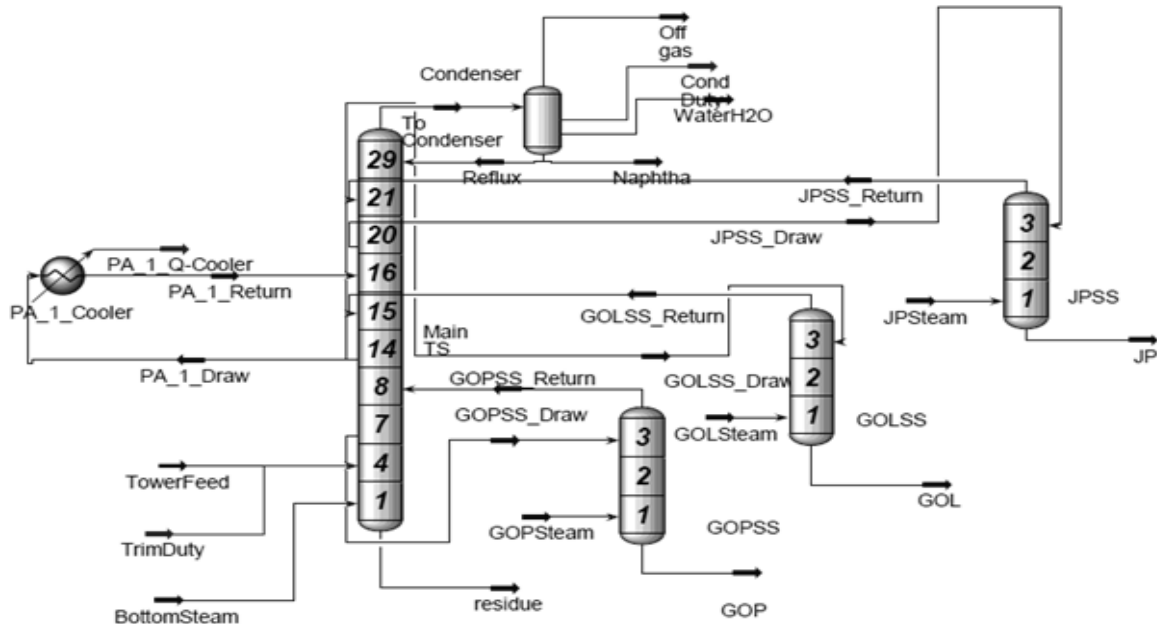 Off
gas
Condenser
Cond
Duty
WaterH2O
To
Condenser
29
Reflux
Naphtha
21
JPSS_Return
3
20
JPSS_Draw
2
PA_1_Q-Cooler
16
PA_1_Return
1
JPSS
PA_1_Cooler
15
GOLSS_Return
JPSteam
Main
TS
3
14
JP
PA_1_Draw
GOPSS_Return
GOLSS_Draw
2
8
GOPSS_Draw
1
GOLSS
7
GOLSteam
3
4
TowerFeed
2
GOL
1
GOPSteam
1
GOPSS
TrimDuty
residue
GOP
BottomSteam